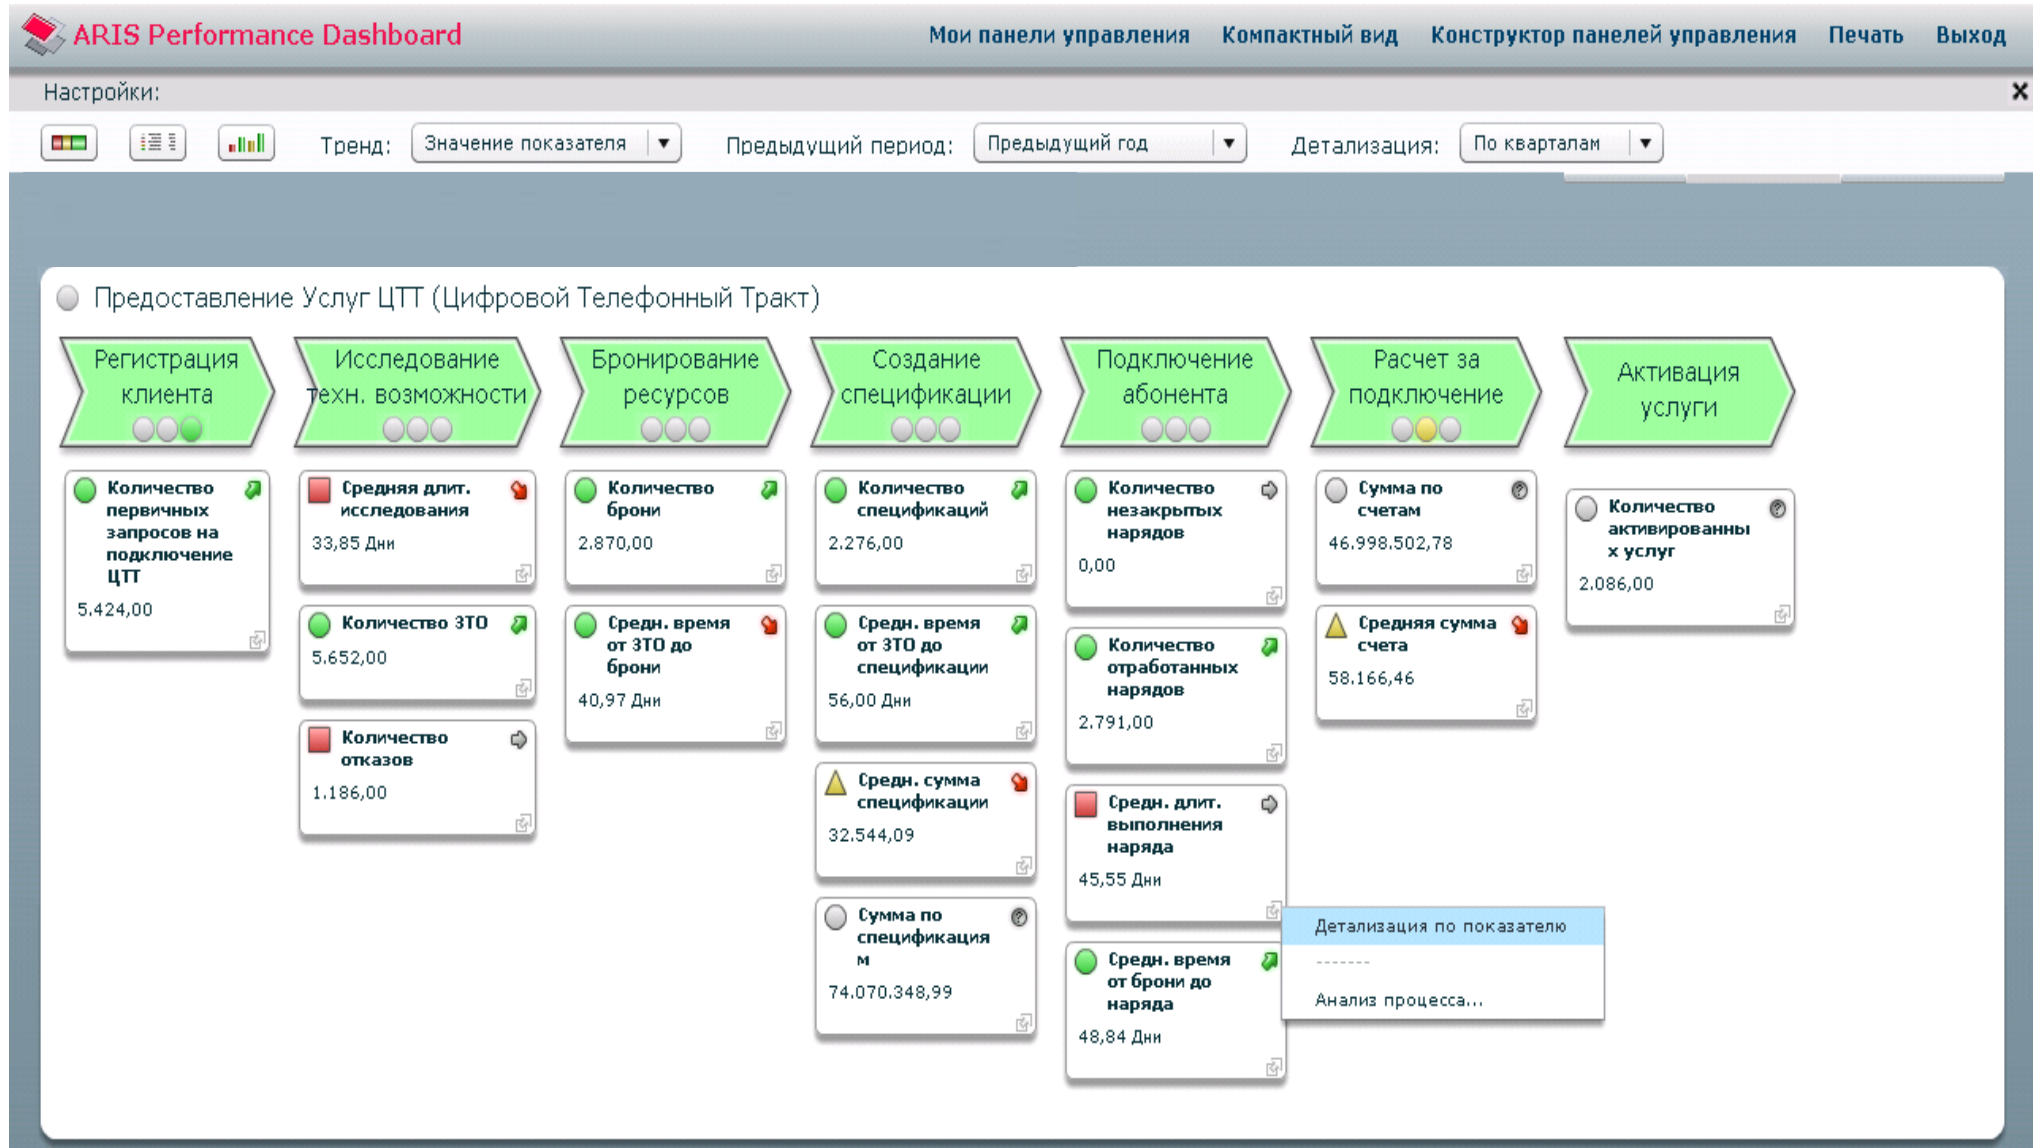 ARIS Performance Dashboard
Мои панели управления Компактный вид Конструктор панелей управления Печать Выход
Настройки:
Тренд: Значение показателя Предыдущий период: Предыдущий год Детализация: По кварталам
Предоставление Услуг ЦТТ (Цифровой Телефонный Тракт)
Регистрация
клиента
Исследование
техн. возможности
Бронирование
ресурсов
Создание
спецификации
Подключение
абонента
Расчет за
подключение
Активация
услуги
Количество
первичных
запросов на
подключение
ЦТТ
5.424,00
Средняя длит.
исследования
33,85 Дни
Количество ЗТО
5.652,00
Количество
отказов
1.186,00
Количество
брони
2.870,00
Средн. время
от ЗТО до
брони
40,97 Дни
Количество
спецификаций
2.276,00
Средн. время
от ЗТО до
спецификации
56,00 Дни
Средн. сумма
спецификации
32.544,09
Сумма по
спецификация
м
74.070.348,99
Количество
незакрытых
нарядов
0,00
Количество
отработанных
нарядов
2.791,00
Средн. длит.
выполнения
наряда
45,55 Дни
Средн. время
от брони до
наряда
48,84 Дни
Сумма по
счетам
46.998.502,78
Средняя сумма
счета
58.166,46
Количество
активированны
х услуг
2.086,00
Детализация по показателю
-------
Анализ процесса...